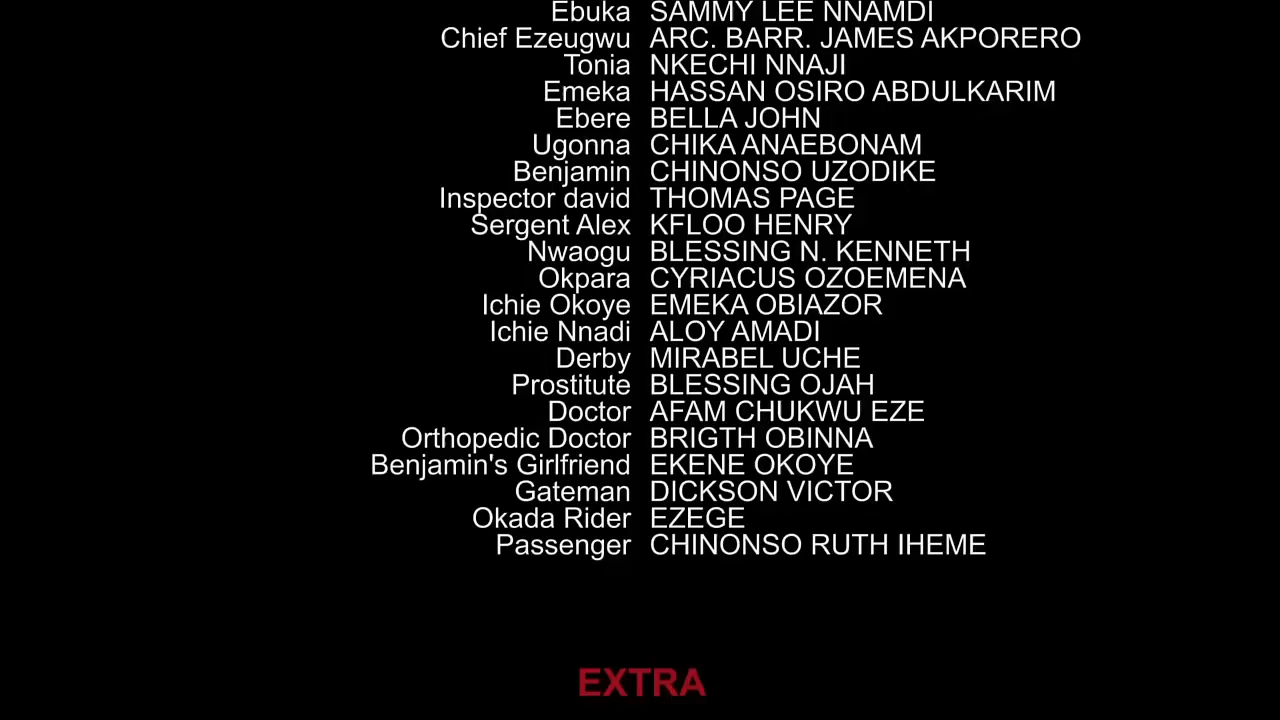 Ebuka SAMMY LEE NNAMDI
Chief Ezeugwu ARC. BARR. JAMES AKPORERO
Tonia NKECHI NNAJI
Emeka HASSAN OSIRO ABDULKARIM
Ebere BELLA JOHN
Ugonna CHIKA ANAEBONAM
Benjamin CHINONSO UZODIKE
Inspector david THOMAS PAGE
Sergent Alex KFLOO HENRY
Nwaogu BLESSING N. KENNETH
Okpara CYRIACUS OZOEMENA
Ichie Okoye EMEKA OBIAZOR
Ichie Nnadi ALOY AMADI
Derby MIRABEL UCHE
Prostitute BLESSING OJAH
Doctor AFAM CHUKWU EZE
Orthopedic Doctor BRIGTH OBINNA
Benjamin's Girlfriend EKENE OKOYE
Gateman DICKSON VICTOR
Okada Rider EZEGE
Passenger CHINONSO RUTH IHEME
EXTRA